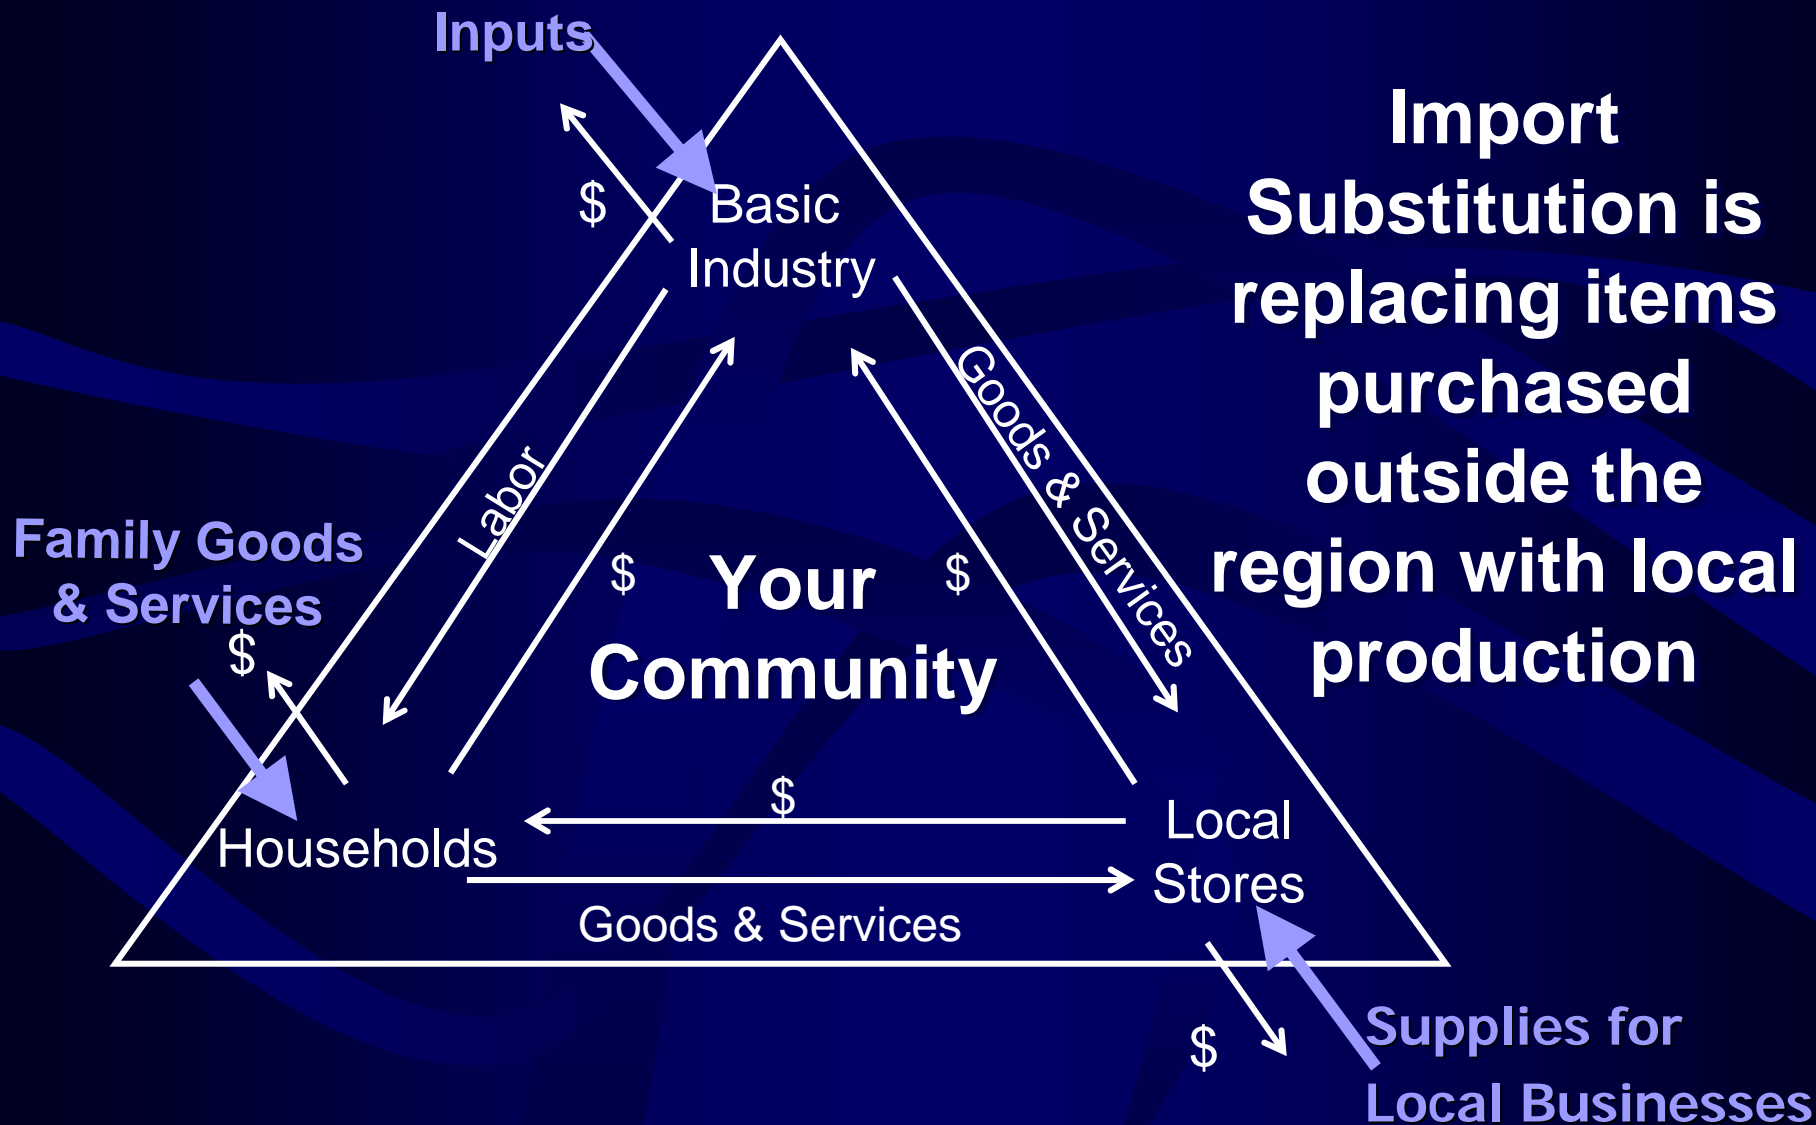 Inputs
$
Basic
Industry
Labor
Goods & Services
Family Goods
& Services
$
$
Your
Community
$
$
Households
Goods & Services
Local
Stores
$
Supplies for
Local Businesses
Import
Substitution is
replacing items
purchased
outside the
region with local
production